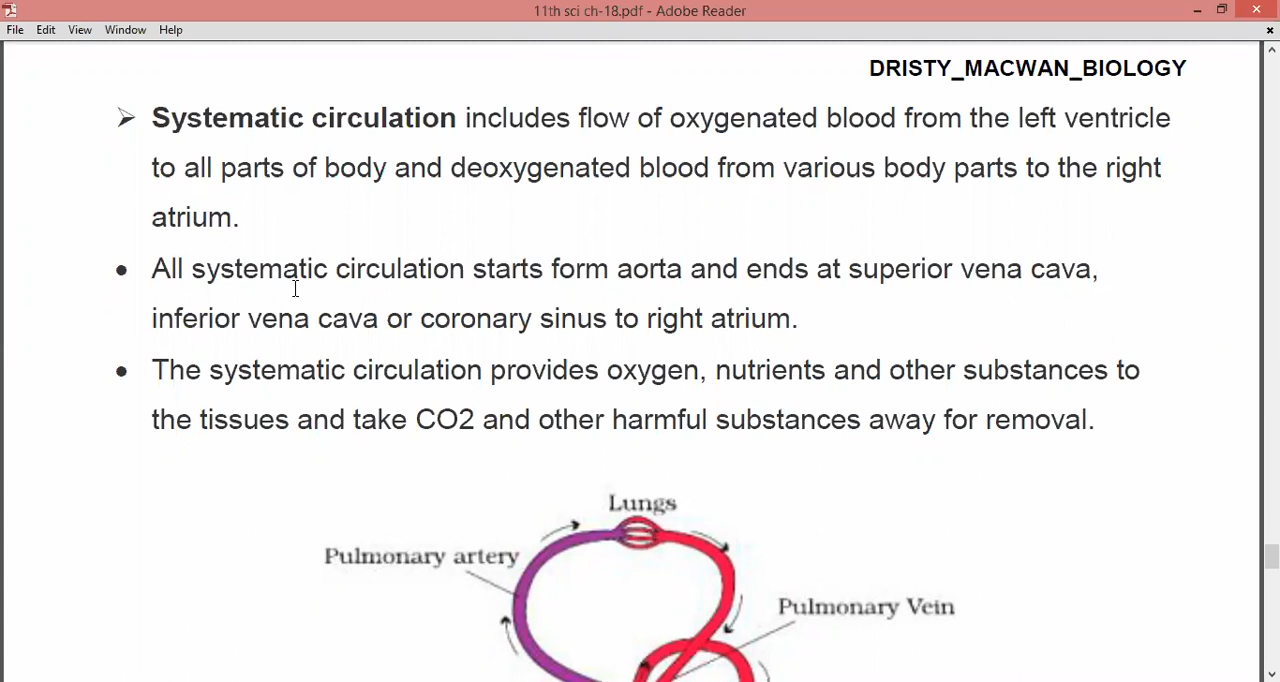 11th sci ch-18.pdf - Adobe Reader
File Edit View Window Help
DRISTY_MACWAN_BIOLOGY
➢ Systematic circulation includes flow of oxygenated blood from the left ventricle
to all parts of body and deoxygenated blood from various body parts to the right
atrium.
● All systematic circulation starts form aorta and ends at superior vena cava,
inferior vena cava or coronary sinus to right atrium.
● The systematic circulation provides oxygen, nutrients and other substances to
the tissues and take CO2 and other harmful substances away for removal.
Lungs
Pulmonary artery
Pulmonary Vein